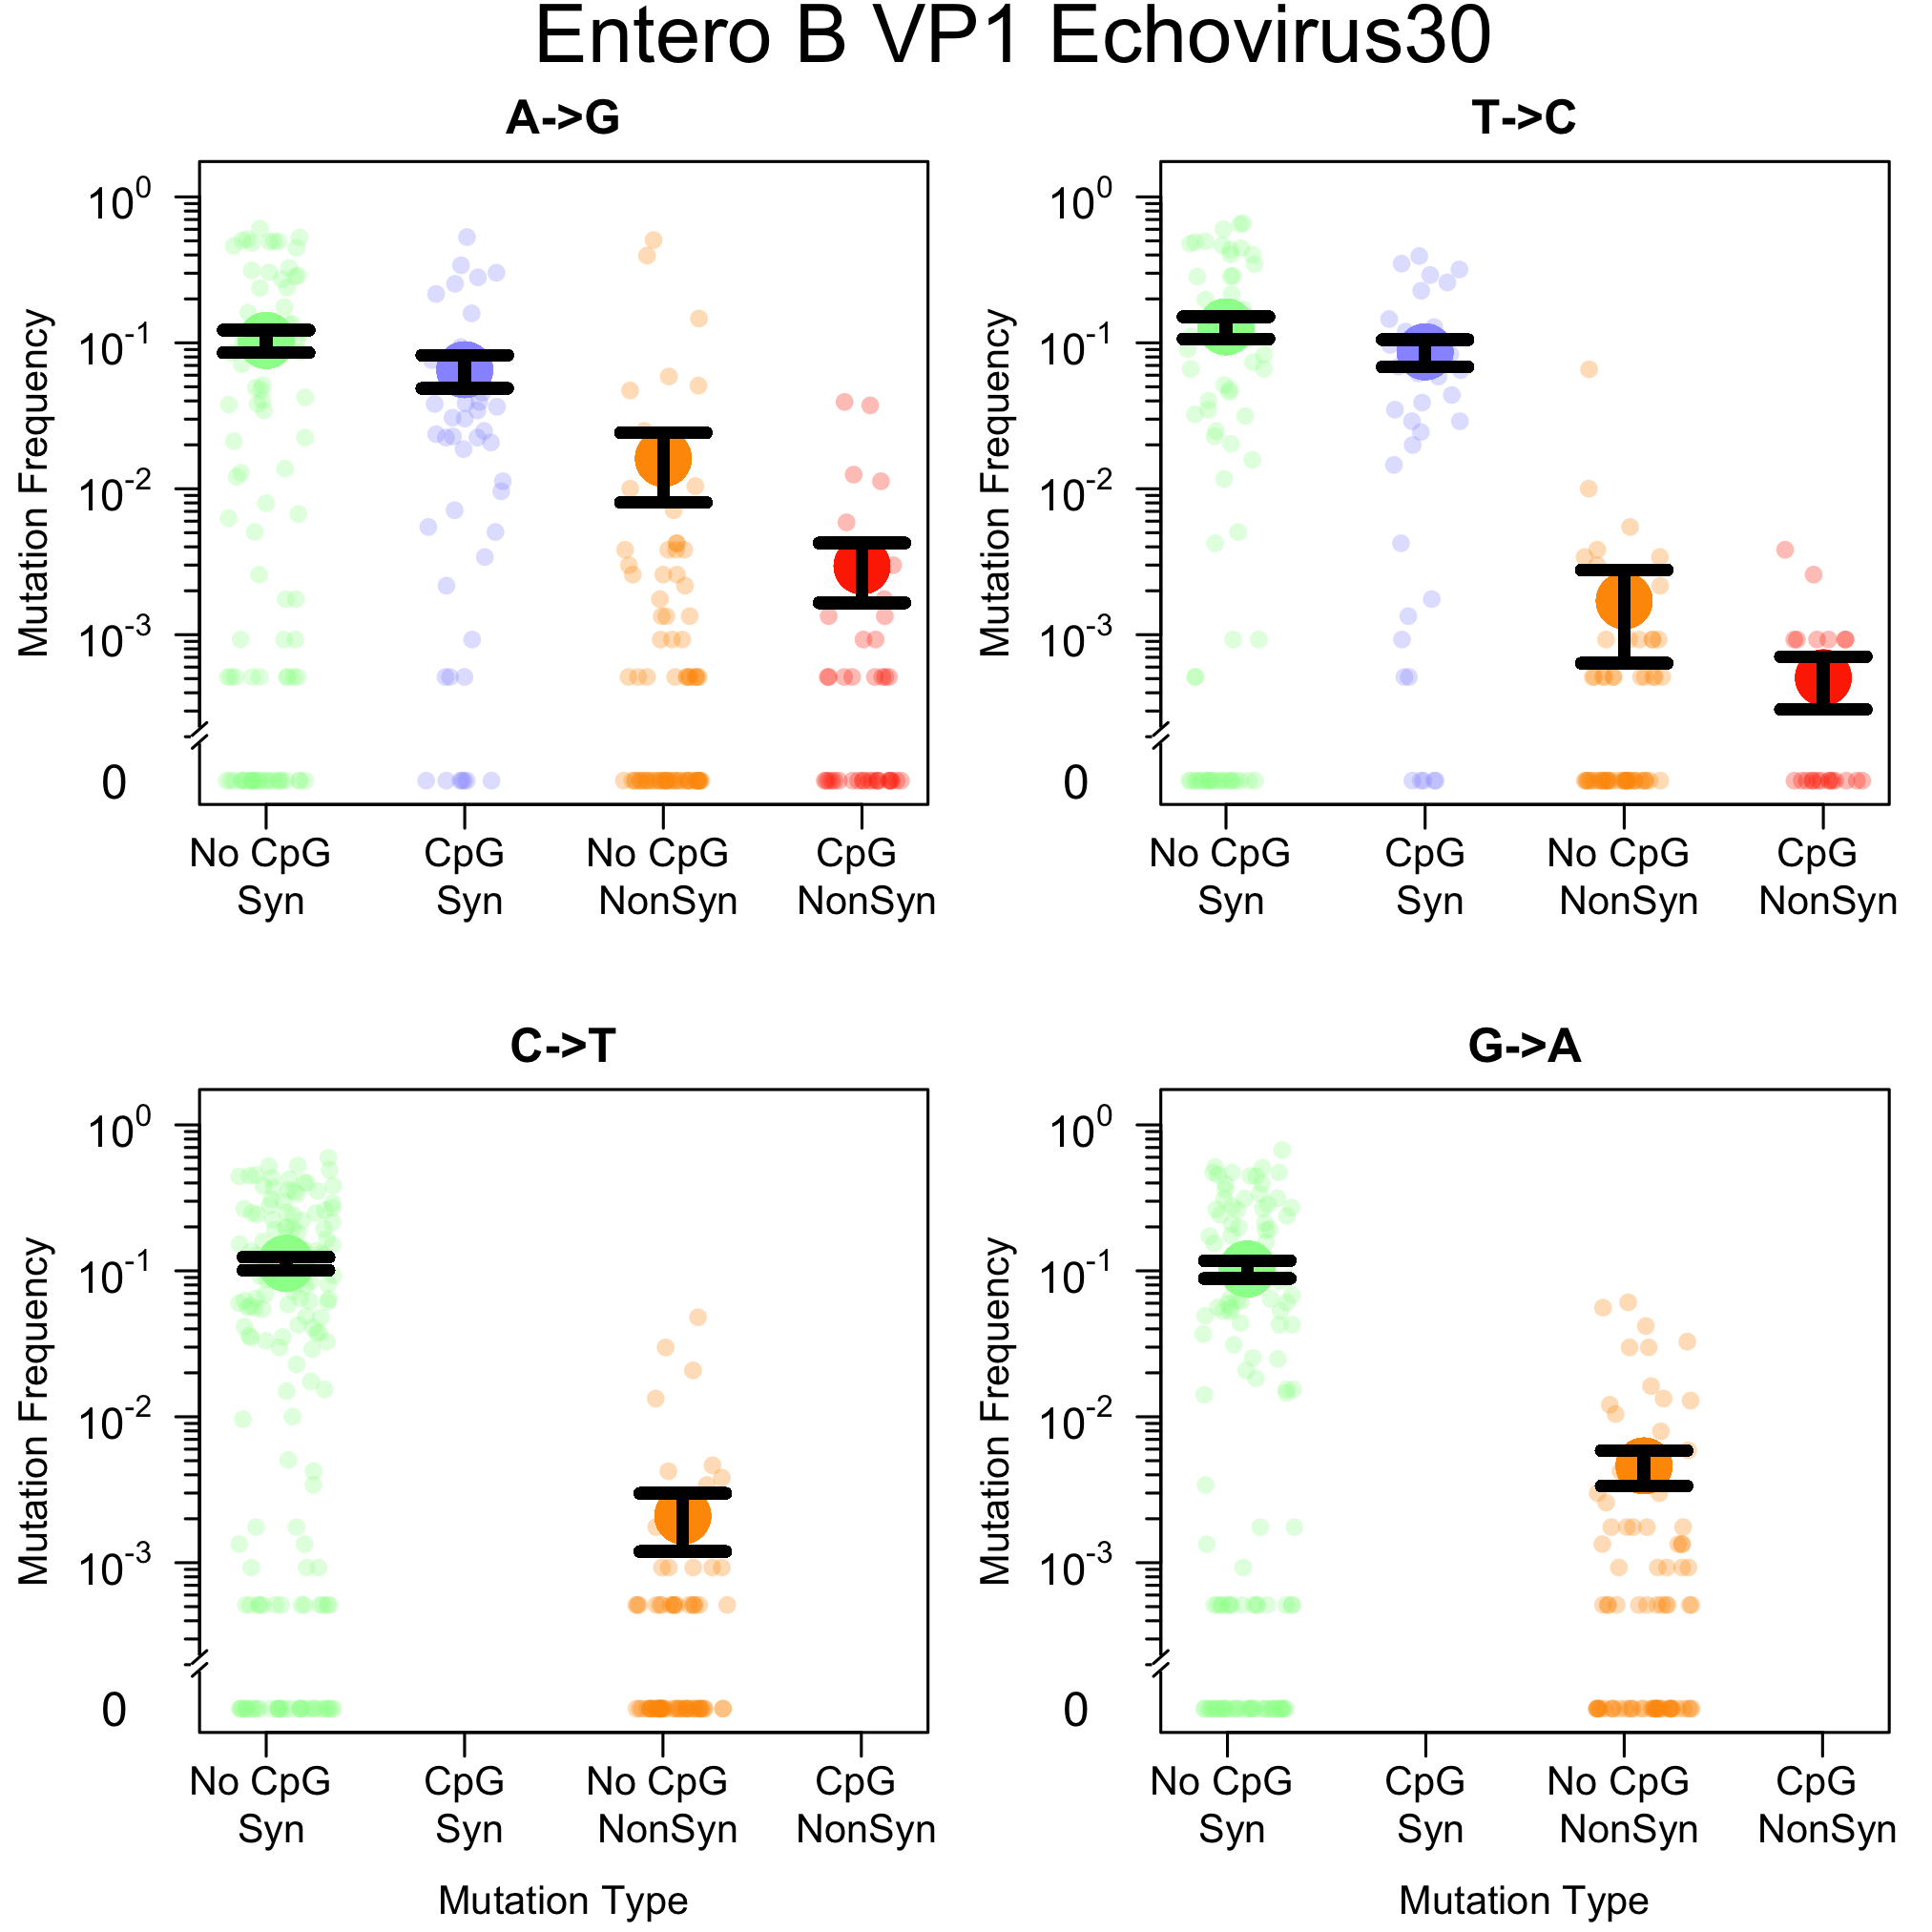 Entero B VP1 Echovirus30
A->G
Mutation Frequency
10^0
10^-1
10^-2
10^-3
0
No CpG CpG No CpG CpG
Syn Syn NonSyn NonSyn
T->C
Mutation Frequency
10^0
10^-1
10^-2
10^-3
0
No CpG CpG No CpG CpG
Syn Syn NonSyn NonSyn
C->T
Mutation Frequency
10^0
10^-1
10^-2
10^-3
0
No CpG CpG No CpG CpG
Syn Syn NonSyn NonSyn
Mutation Type
G->A
Mutation Frequency
10^0
10^-1
10^-2
10^-3
0
No CpG CpG No CpG CpG
Syn Syn NonSyn NonSyn
Mutation Type